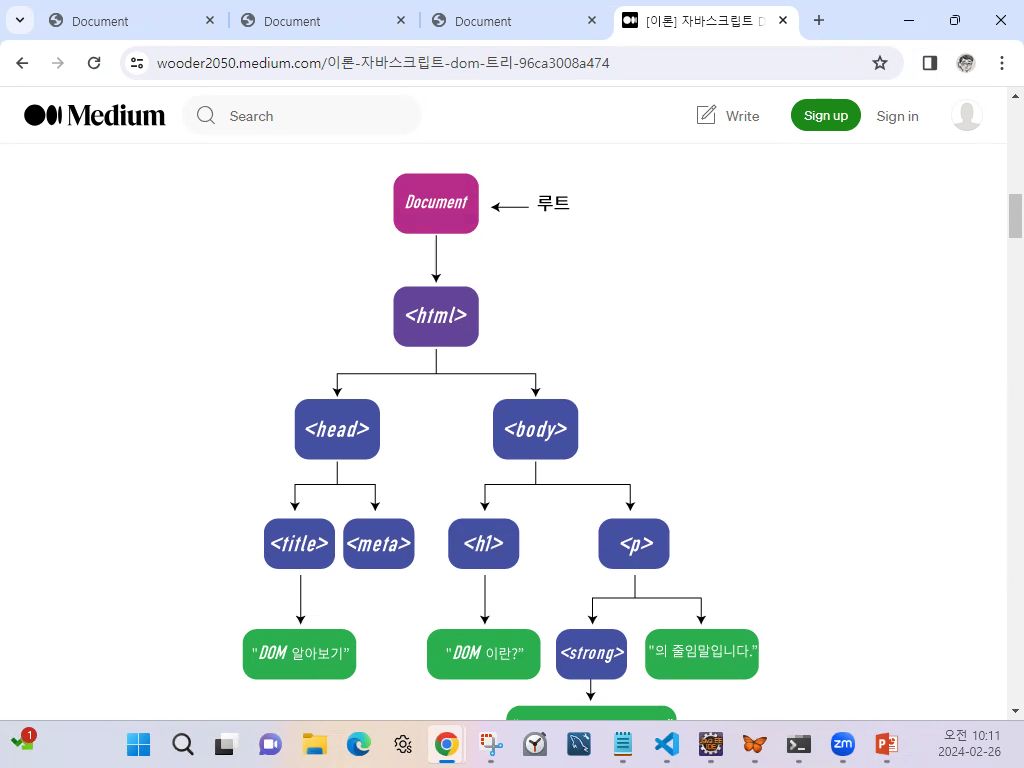 Document
Document
Document
[이론] 자바스크립트 D
wooder2050.medium.com/이론-자바스크립트-dom-트리-96ca3008a474
Medium
Search
Write
Sign up
Sign in
Document
루트
<html>
<head>
<body>
<title>
<meta>
<h1>
<p>
"DOM 알아보기"
"DOM 이란?"
<strong>
"의 줄임말입니다."
1
zm
오전 10:11
2024-02-26